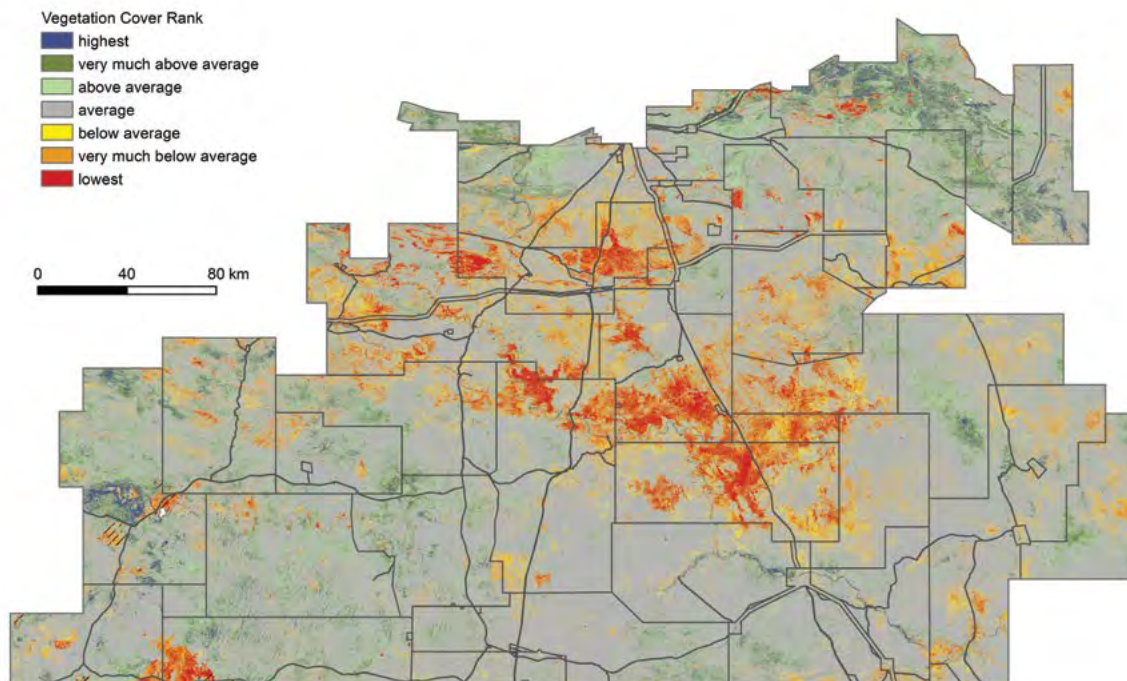 Vegetation Cover Rank
highest
very much above average
above average
average
below average
very much below average
lowest
0 40 80 km